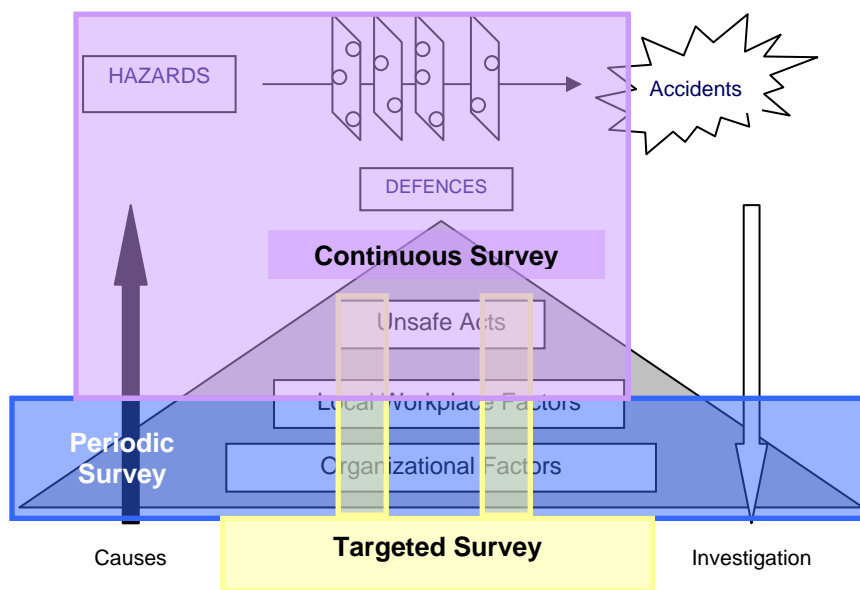 HAZARDS
Accidents
DEFENCES
Continuous Survey
Unsafe Acts
Local Workplace Factors
Periodic
Survey
Organizational Factors
Targeted Survey
Causes
Investigation